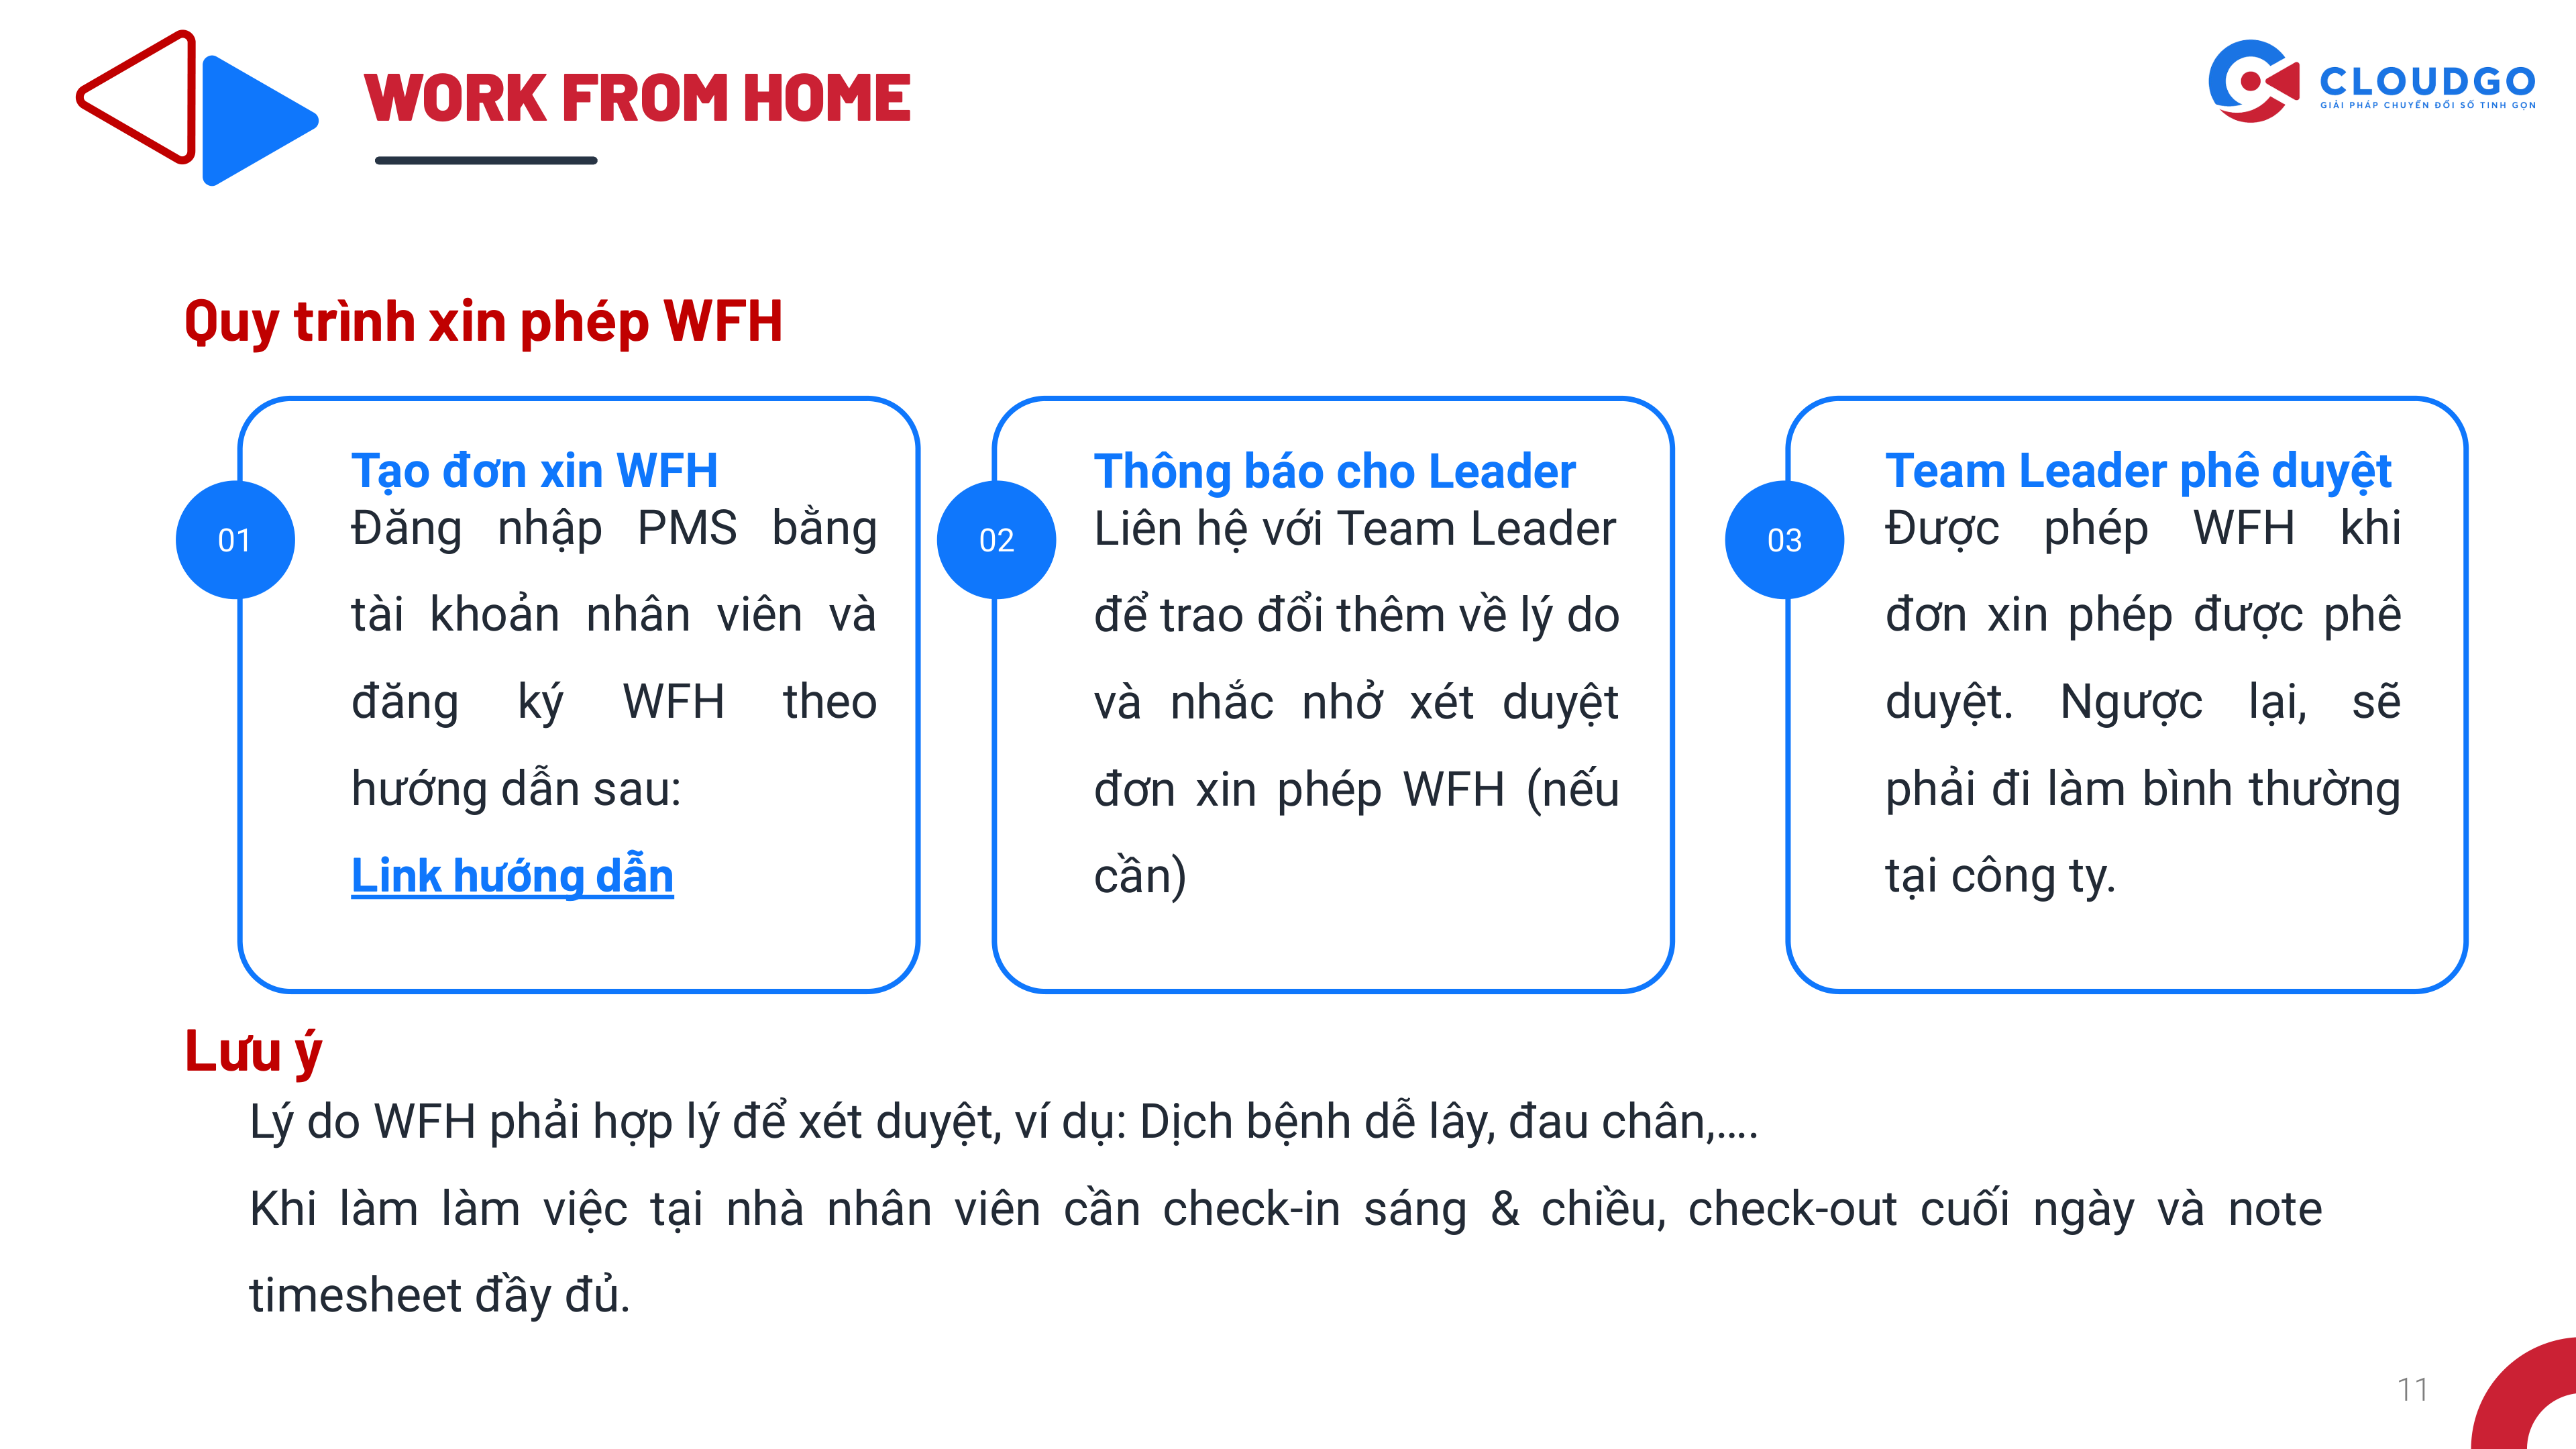 WORK FROM HOME
CLOUDGO
GIẢI PHÁP CHUYỂN ĐỔI SỐ TINH GỌN
Quy trình xin phép WFH
01
Tạo đơn xin WFH
Đăng nhập PMS bằng
tài khoản nhân viên và
đăng ký WFH theo
hướng dẫn sau:
Link hướng dẫn
02
Thông báo cho Leader
Liên hệ với Team Leader
để trao đổi thêm về lý do
và nhắc nhở xét duyệt
đơn xin phép WFH (nếu
cần)
03
Team Leader phê duyệt
Được phép WFH khi
đơn xin phép được phê
duyệt. Ngược lại, sẽ
phải đi làm bình thường
tại công ty.
Lưu ý
Lý do WFH phải hợp lý để xét duyệt, ví dụ: Dịch bệnh dễ lây, đau chân,....
Khi làm làm việc tại nhà nhân viên cần check-in sáng & chiều, check-out cuối ngày và note
timesheet đầy đủ.
11